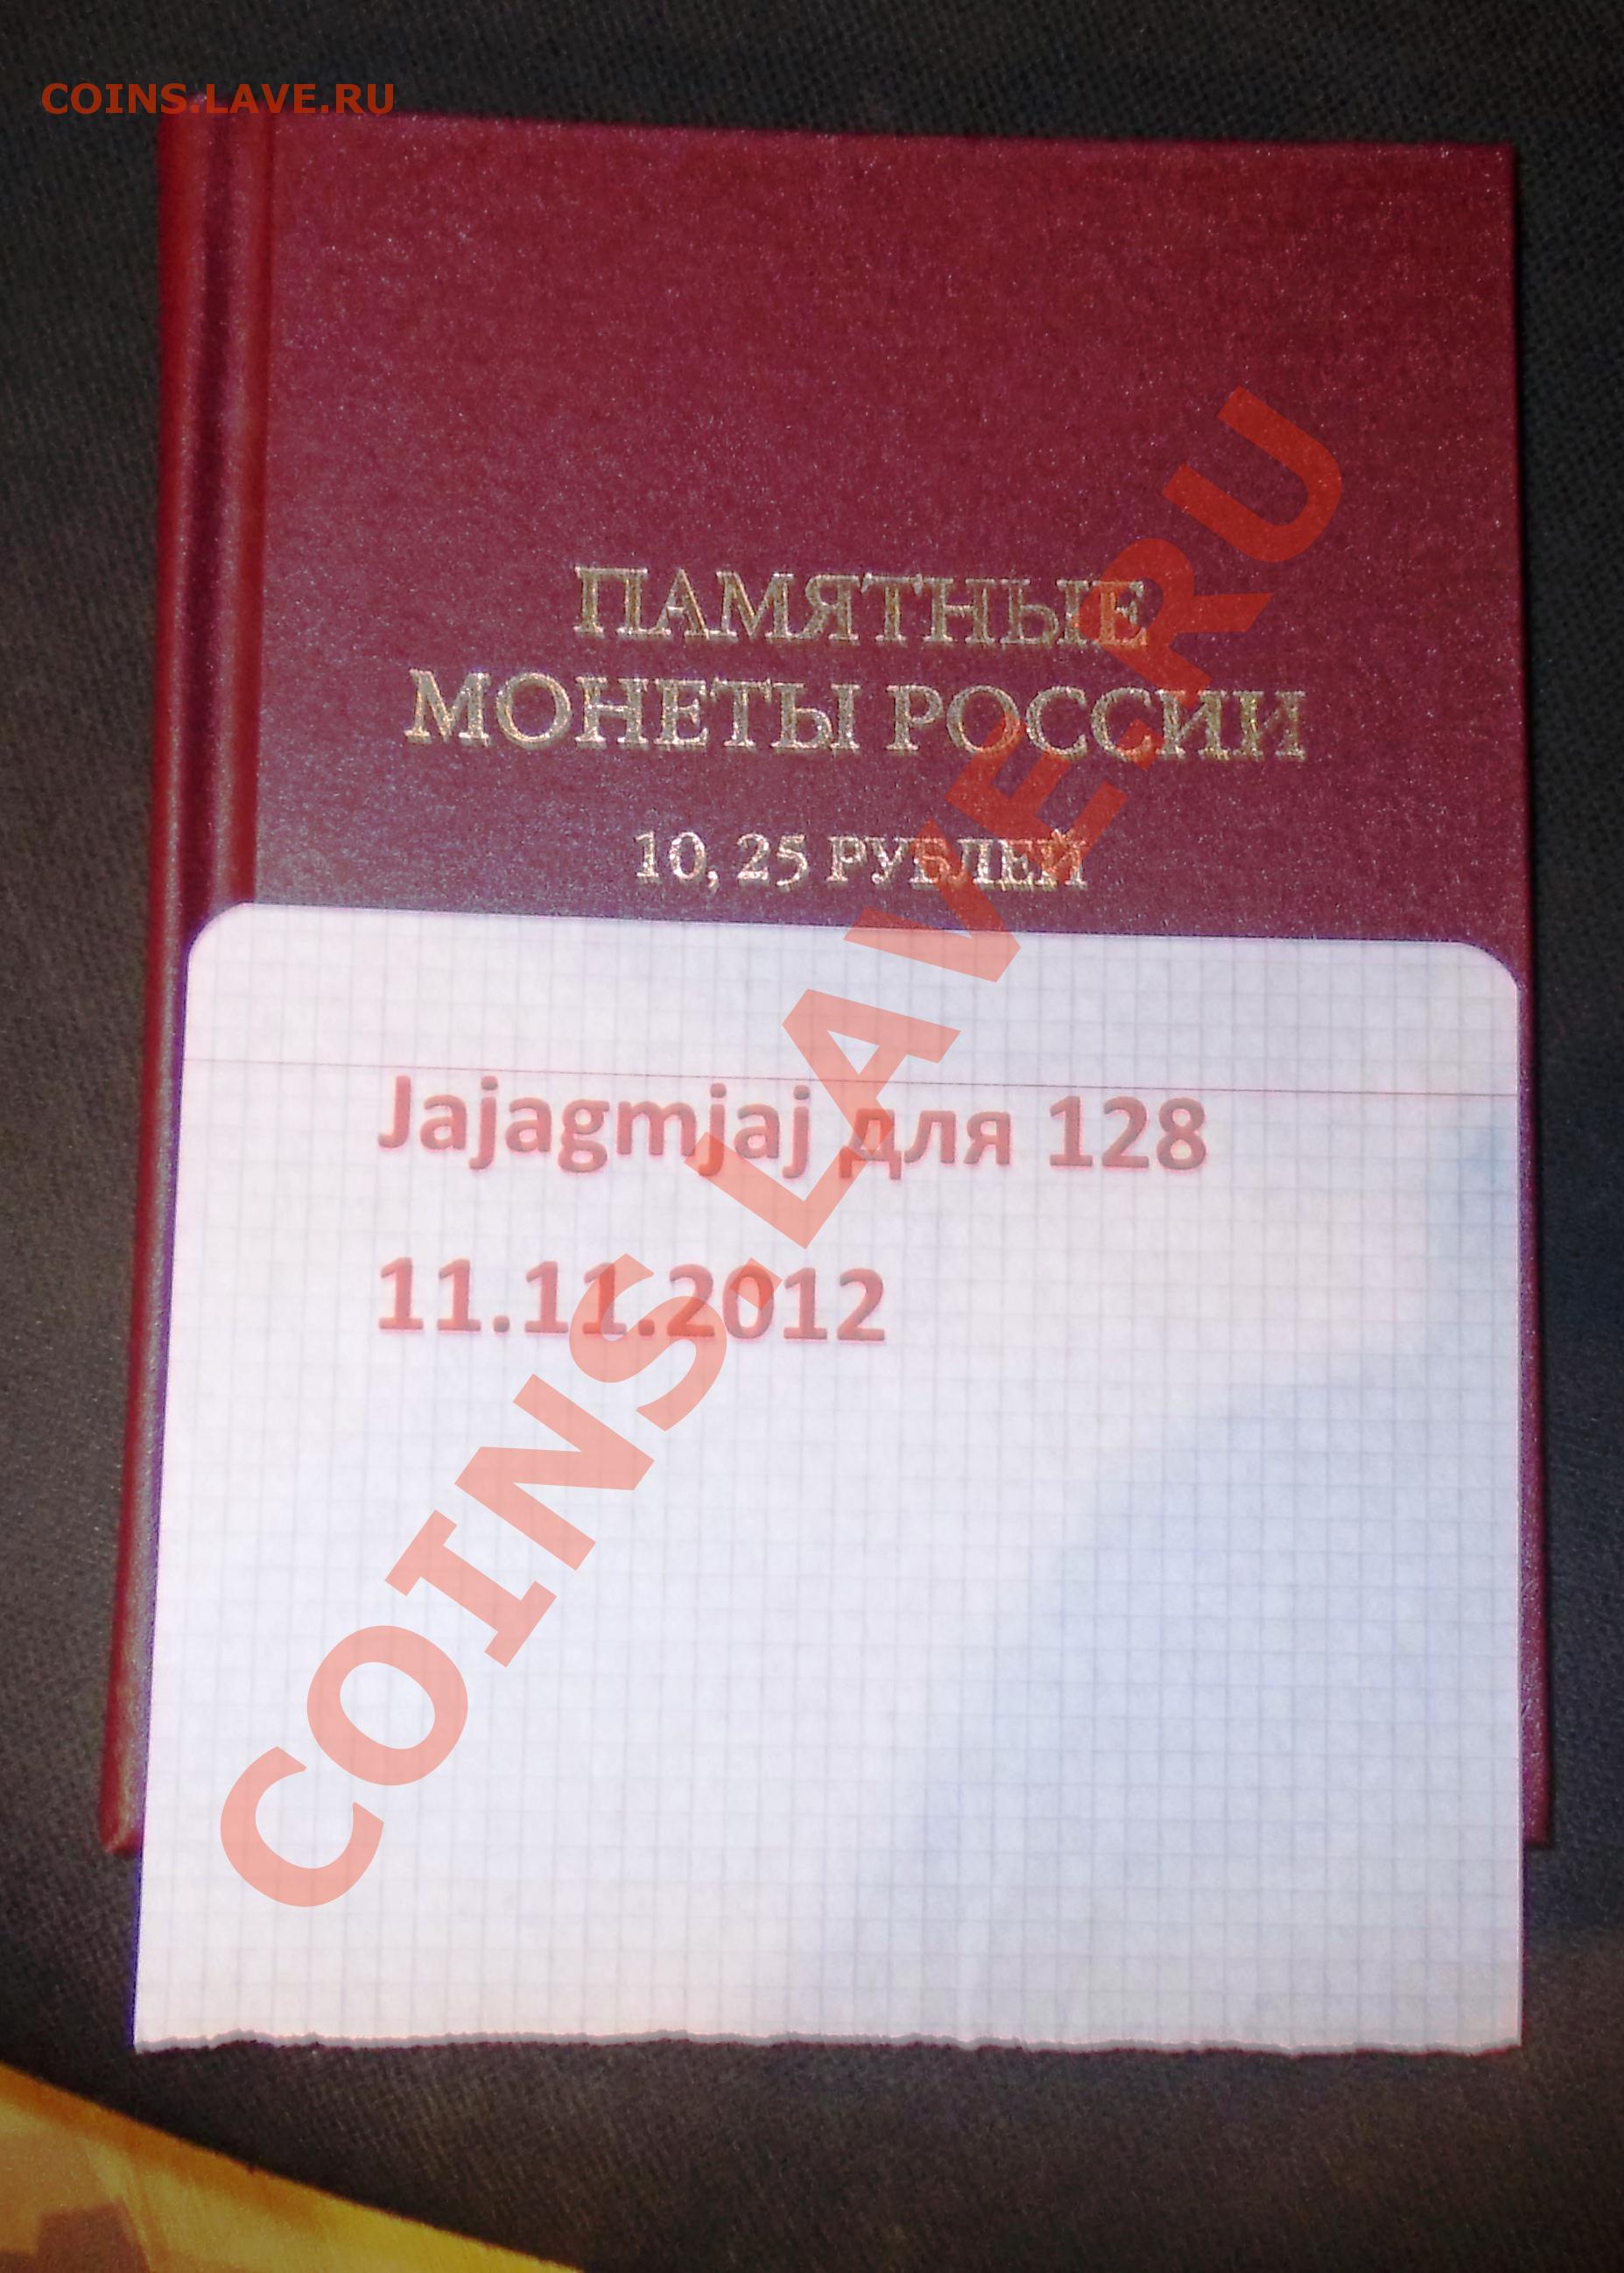 COINS.LAVE.RU
ПАМЯТНЫЕ
МОНЕТЫ РОССИИ
10, 25 РУБЛЕЙ
Jajagmjaj для 128
11.11.2012
COINS.LAVE.RU